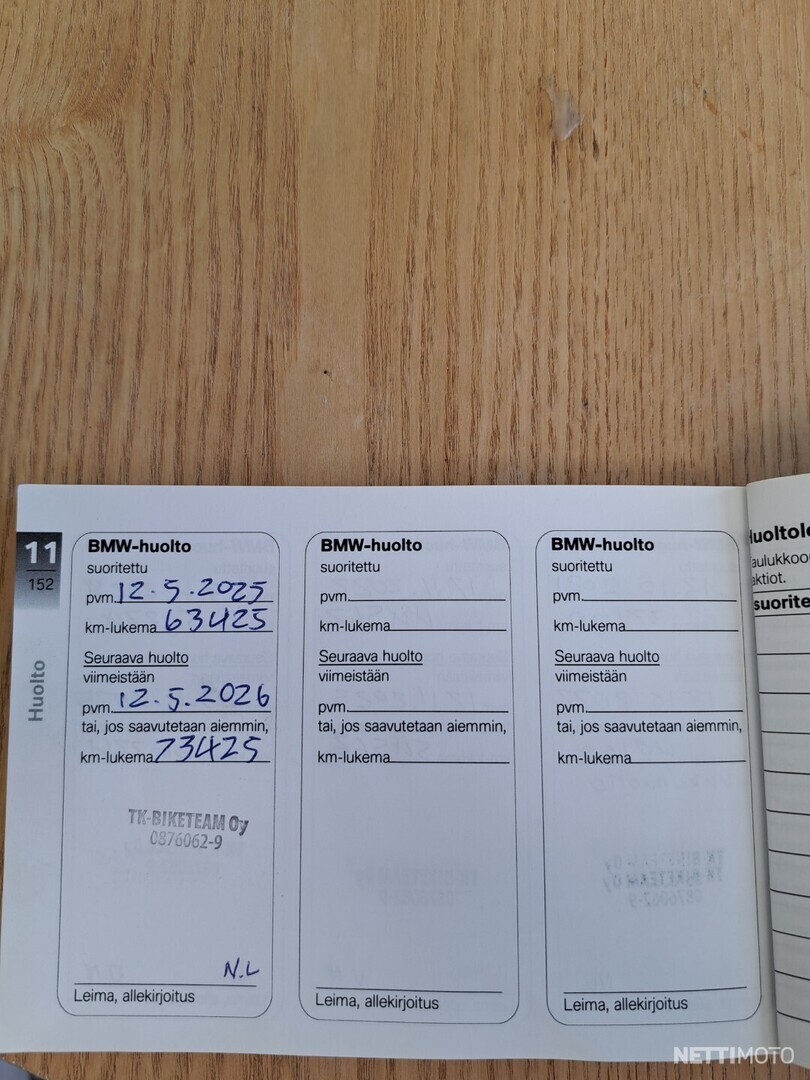 11
152
Huolto
BMW-huolto
suoritettu
pvm. 12.5.2025
km-lukema 63425
Seuraava huolto
viimeistään
pvm. 12.5.2026
tai, jos saavutetaan aiemmin,
km-lukema 73425
TK-BIKETEAM Oy
0876062-9
N.L
Leima, allekirjoitus
BMW-huolto
suoritettu
pvm.
km-lukema
Seuraava huolto
viimeistään
pvm.
tai, jos saavutetaan aiemmin,
km-lukema
Leima, allekirjoitus
BMW-huolto
suoritettu
pvm.
km-lukema
Seuraava huolto
viimeistään
pvm.
tai, jos saavutetaan aiemmin,
km-lukema
Leima, allekirjoitus
NETTIMOTO